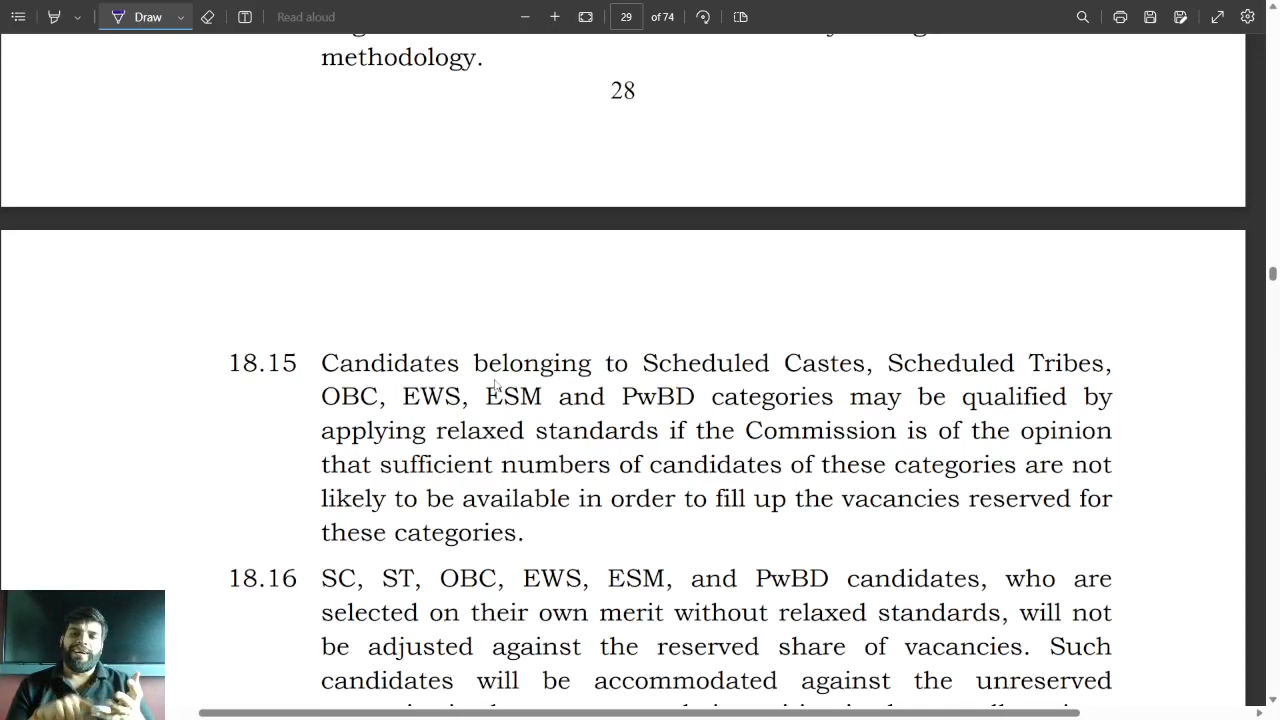 Draw
Read aloud
29 of 74
methodology.
28
18.15 Candidates belonging to Scheduled Castes, Scheduled Tribes,
OBC, EWS, ESM and PwBD categories may be qualified by
applying relaxed standards if the Commission is of the opinion
that sufficient numbers of candidates of these categories are not
likely to be available in order to fill up the vacancies reserved for
these categories.
18.16 SC, ST, OBC, EWS, ESM, and PwBD candidates, who are
selected on their own merit without relaxed standards, will not
be adjusted against the reserved share of vacancies. Such
candidates will be accommodated against the unreserved